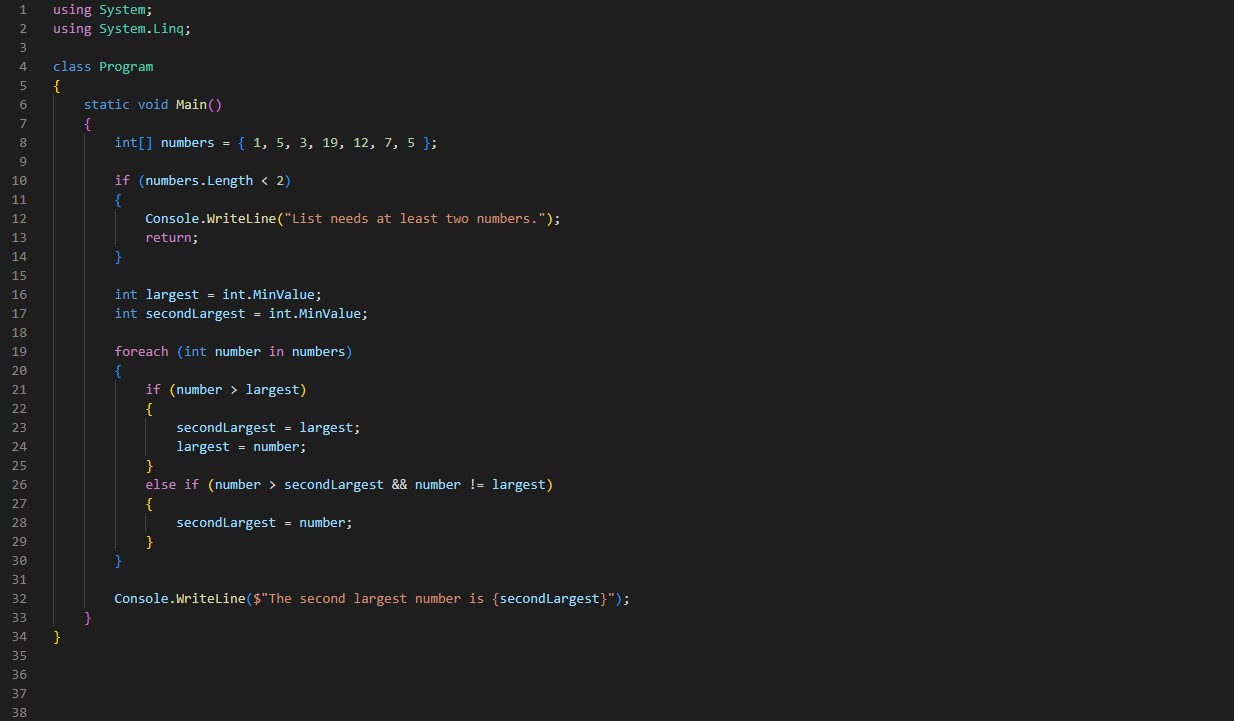 1 using System;
2 using System.Linq;
3
4 class Program
5 {
6     static void Main()
7     {
8         int[] numbers = { 1, 5, 3, 19, 12, 7, 5 };
9
10         if (numbers.Length < 2)
11         {
12             Console.WriteLine("List needs at least two numbers.");
13             return;
14         }
15
16         int largest = int.MinValue;
17         int secondLargest = int.MinValue;
18
19         foreach (int number in numbers)
20         {
21             if (number > largest)
22             {
23                 secondLargest = largest;
24                 largest = number;
25             }
26             else if (number > secondLargest && number != largest)
27             {
28                 secondLargest = number;
29             }
30         }
31
32         Console.WriteLine($"The second largest number is {secondLargest}");
33     }
34 }
35
36
37
38